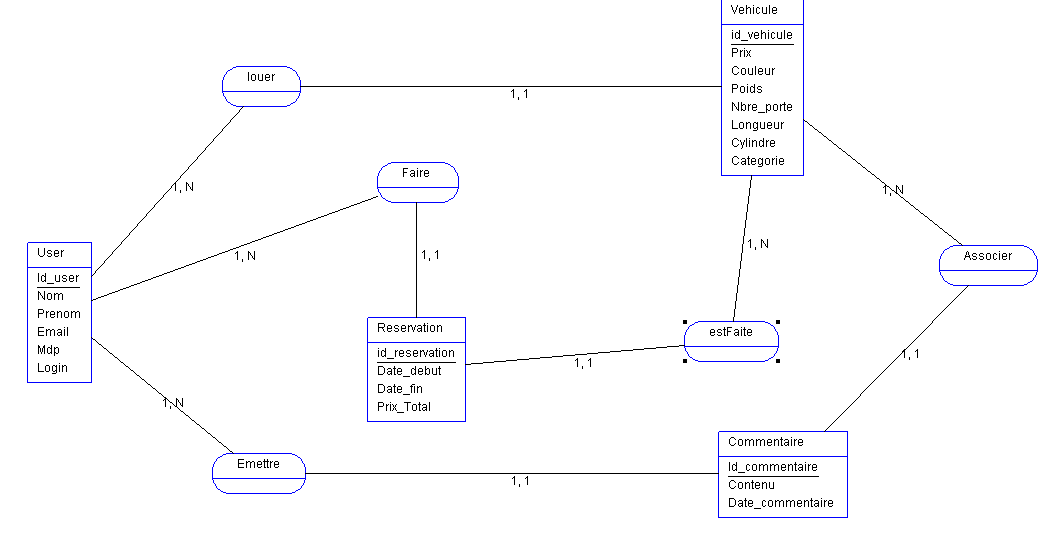 Vehicule
id_vehicule
Prix
Couleur
Poids
Nbre_porte
Longueur
Cylindre
Categorie
louer
1, 1
1, N
Faire
1, N
1, 1
1, N
1, N
Associer
User
Id_user
Nom
Prenom
Email
Mdp
Login
Reservation
id_reservation
Date_debut
Date_fin
Prix_Total
estFaite
1, 1
1, 1
1, N
Emettre
1, 1
Commentaire
Id_commentaire
Contenu
Date_commentaire